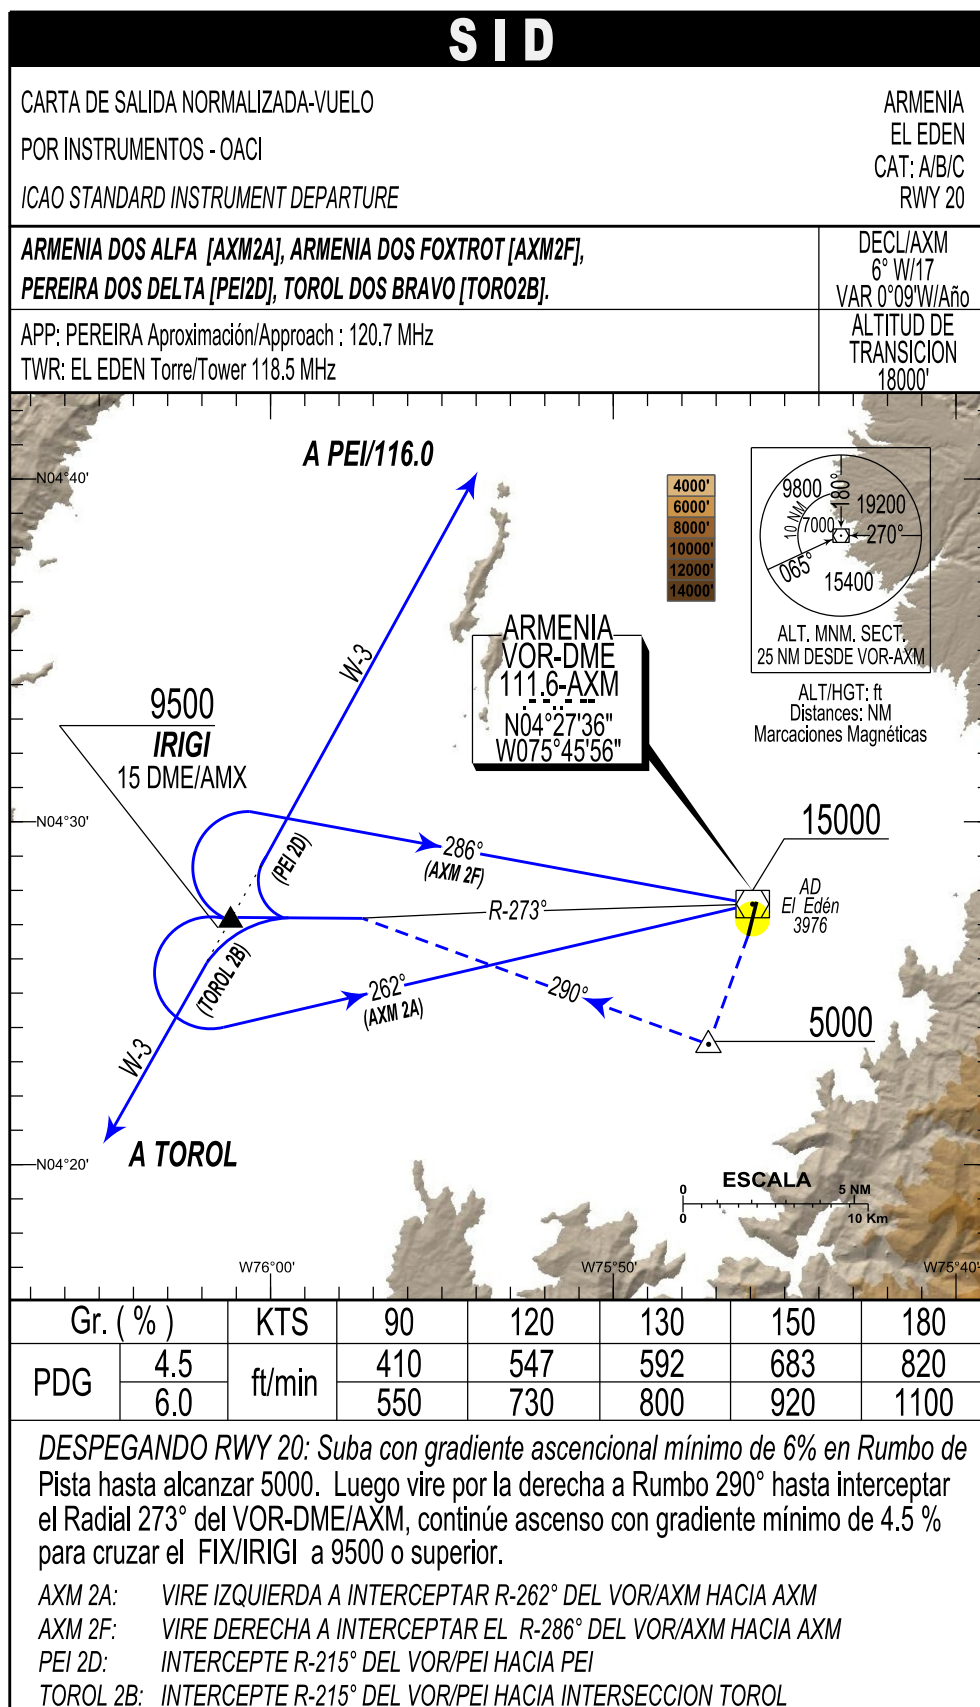 SID
CARTA DE SALIDA NORMALIZADA-VUELO
POR INSTRUMENTOS - OACI
ICAO STANDARD INSTRUMENT DEPARTURE
ARMENIA
EL EDEN
CAT: A/B/C
RWY 20
ARMENIA DOS ALFA [AXM2A], ARMENIA DOS FOXTROT [AXM2F],
PEREIRA DOS DELTA [PEI2D], TOROL DOS BRAVO [TORO2B].
DECL/AXM
6° W/17
VAR 0°09'W/Año
APP: PEREIRA Aproximación/Approach : 120.7 MHz
TWR: EL EDEN Torre/Tower 118.5 MHz
ALTITUD DE
TRANSICION
18000'
A PEI/116.0
N04°40'
4000'
6000'
8000'
10000'
12000'
14000'
9800
180°
19200
10 NM
7000
270°
065°
15400
ALT. MNM. SECT.
25 NM DESDE VOR-AXM
ALT/HGT: ft
Distances: NM
Marcaciones Magnéticas
ARMENIA
VOR-DME
111.6-AXM
N04°27'36"
W075°45'56"
W-3
9500
IRIGI
15 DME/AMX
N04°30'
15000
286°
(AXM 2F)
(PEI 2D)
AD
El Edén
3976
R-273°
(TOROL 2B)
262°
(AXM 2A)
290°
5000
W-3
A TOROL
N04°20'
ESCALA
0 5 NM
0 10 Km
W76°00'
W75°50'
W75°40'
Gr. ( % ) KTS 90 120 130 150 180
PDG 4.5 ft/min 410 547 592 683 820
6.0 550 730 800 920 1100
DESPEGANDO RWY 20: Suba con gradiente ascencional mínimo de 6% en Rumbo de
Pista hasta alcanzar 5000. Luego vire por la derecha a Rumbo 290° hasta interceptar
el Radial 273° del VOR-DME/AXM, continúe ascenso con gradiente mínimo de 4.5 %
para cruzar el FIX/IRIGI a 9500 o superior.
AXM 2A: VIRE IZQUIERDA A INTERCEPTAR R-262° DEL VOR/AXM HACIA AXM
AXM 2F: VIRE DERECHA A INTERCEPTAR EL R-286° DEL VOR/AXM HACIA AXM
PEI 2D: INTERCEPTE R-215° DEL VOR/PEI HACIA PEI
TOROL 2B: INTERCEPTE R-215° DEL VOR/PEI HACIA INTERSECCION TOROL